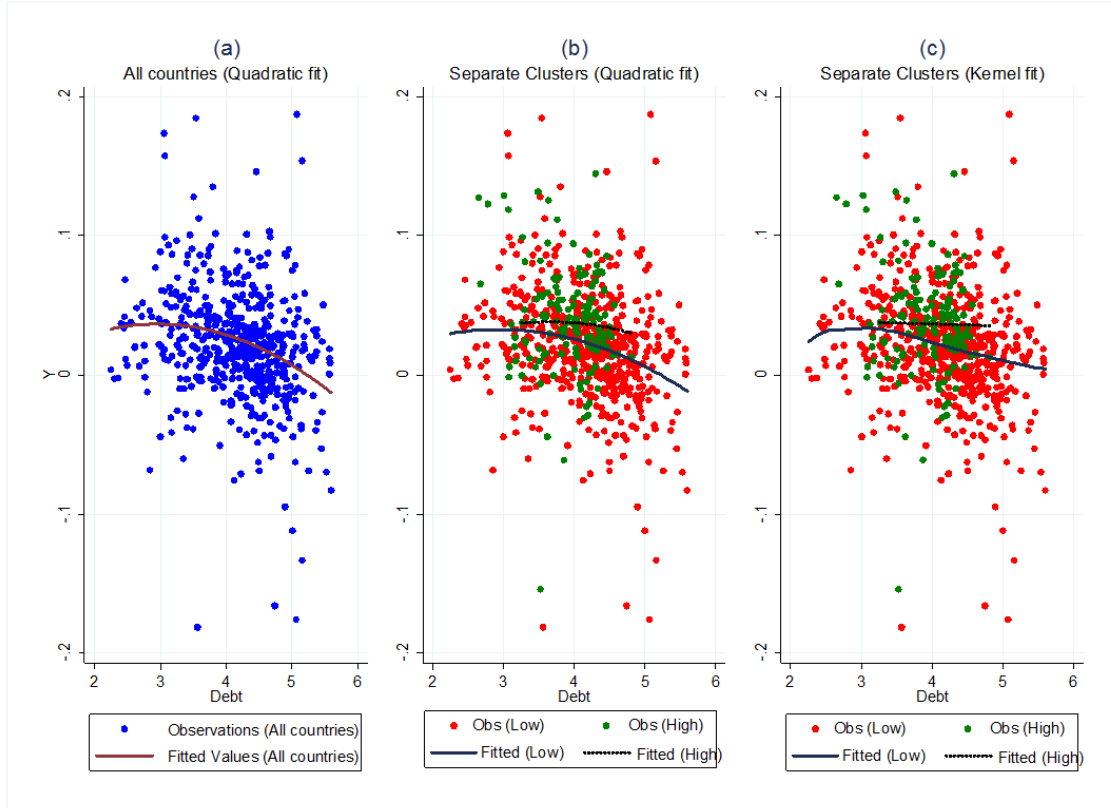 (a)
All countries (Quadratic fit)
.2
.1
0
-.1
-.2
Y
2 3 4 5 6
Debt
Observations (All countries)
Fitted Values (All countries)
(b)
Separate Clusters (Quadratic fit)
.2
.1
0
-.1
-.2
2 3 4 5 6
Debt
Obs (Low) Obs (High)
Fitted (Low) Fitted (High)
(c)
Separate Clusters (Kernel fit)
.2
.1
0
-.1
-.2
2 3 4 5 6
Debt
Obs (Low) Obs (High)
Fitted (Low) Fitted (High)